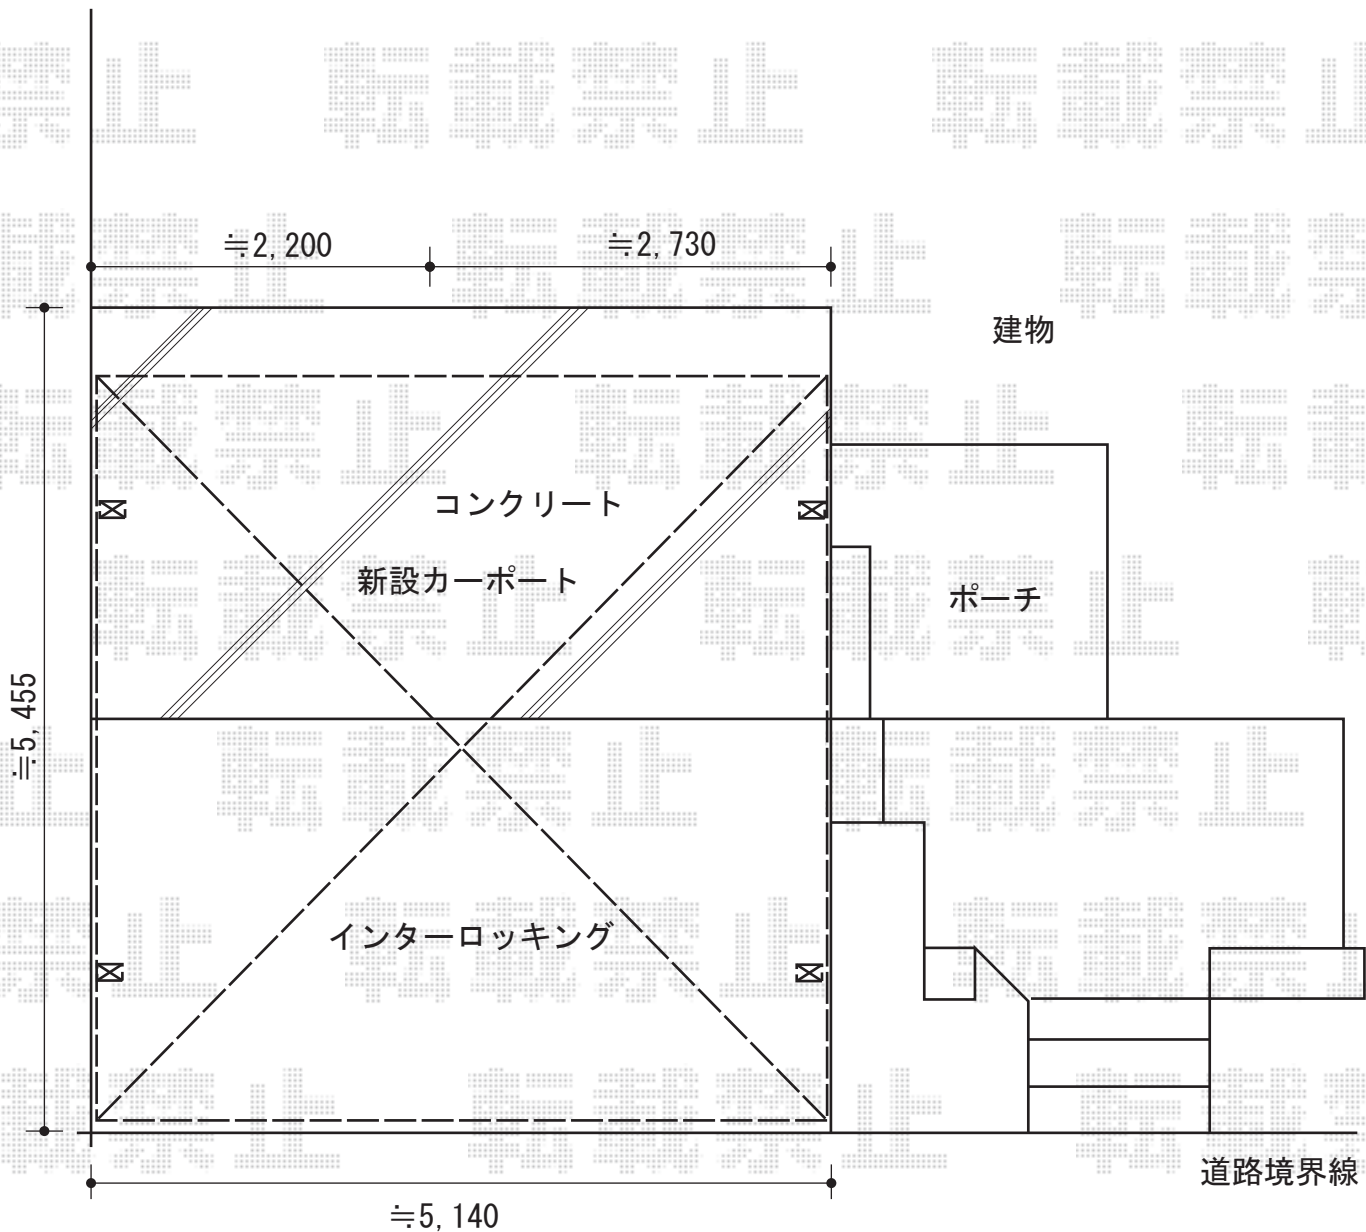 ≒2,200
≒2,730
建物
コンクリート
新設カーポート
ポーチ
≒5,455
インターロッキング
道路境界線
≒5,140
転載禁止